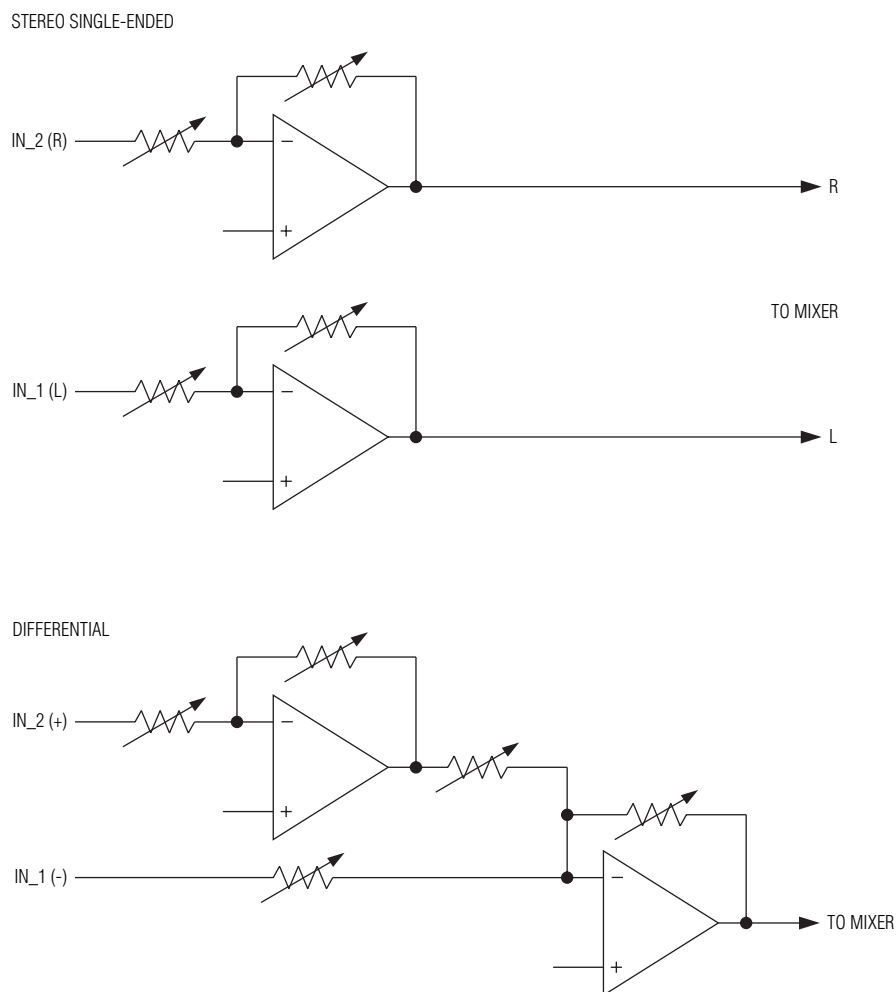 STEREO SINGLE-ENDED
IN_2 (R)
−
+
R
TO MIXER
IN_1 (L)
−
+
L
DIFFERENTIAL
IN_2 (+)
−
+
IN_1 (-)
−
+
TO MIXER